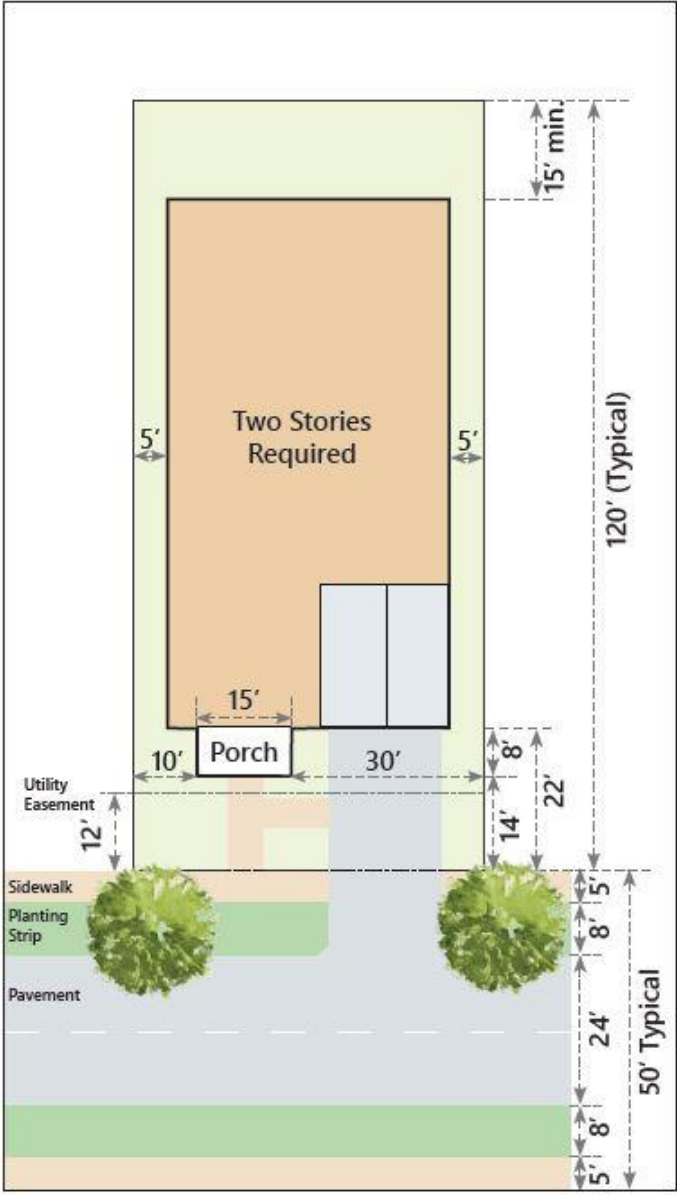 15’ min.
120’ (Typical)
Two Stories
Required
5’
5’
15’
Porch
10’
30’
8’
22’
14’
Utility
Easement
12’
Sidewalk
Planting
Strip
Pavement
5’
8’
24’
8’
5’
50’ Typical